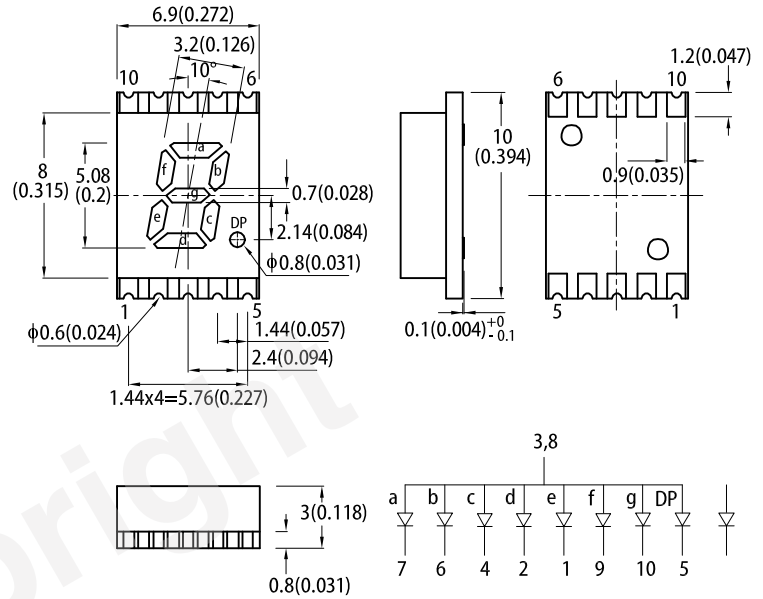 6.9(0.272)
3.2(0.126)
10°
10 6
8
(0.315)
5.08
(0.2)
a
f b
g
e c
d
DP
0.7(0.028)
2.14(0.084)
ϕ0.8(0.031)
1 5
ϕ0.6(0.024)
1.44(0.057)
2.4(0.094)
1.44x4=5.76(0.227)
10
(0.394)
0.1(0.004)+0
-0.1
6 10
1.2(0.047)
0.9(0.035)
5 1
3(0.118)
0.8(0.031)
3,8
a b c d e f g DP
7 6 4 2 1 9 10 5
bright